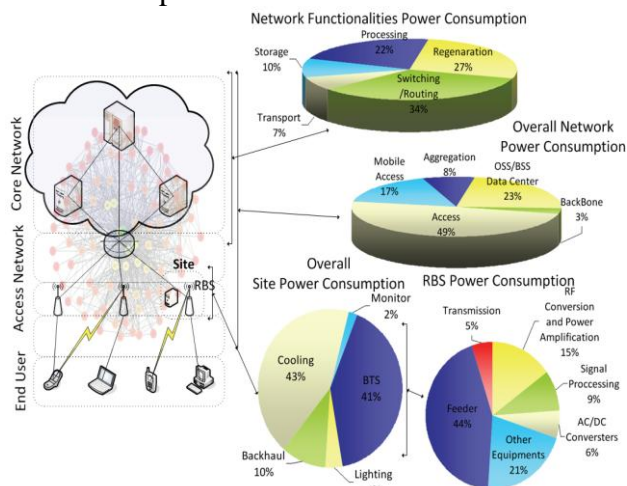 Network Functionalities Power Consumption
Processing
22%
Regenaration
27%
Storage
10%
Switching
/Routing
34%
Transport
7%
Overall Network
Power Consumption
Mobile
Access
17%
Aggregation
8%
OSS/BSS
Data Center
23%
BackBone
3%
Access
49%
Core Network
Access Network
End User
Site
RBS
Overall
Site Power Consumption
Monitor
2%
Cooling
43%
BTS
41%
Backhaul
10%
Lighting
RBS Power Consumption
Transmission
5%
RF
Conversion and
Power
Amplification
15%
Signal
Proccessing
9%
AC/DC
Conversters
6%
Other
Equipments
21%
Feeder
44%